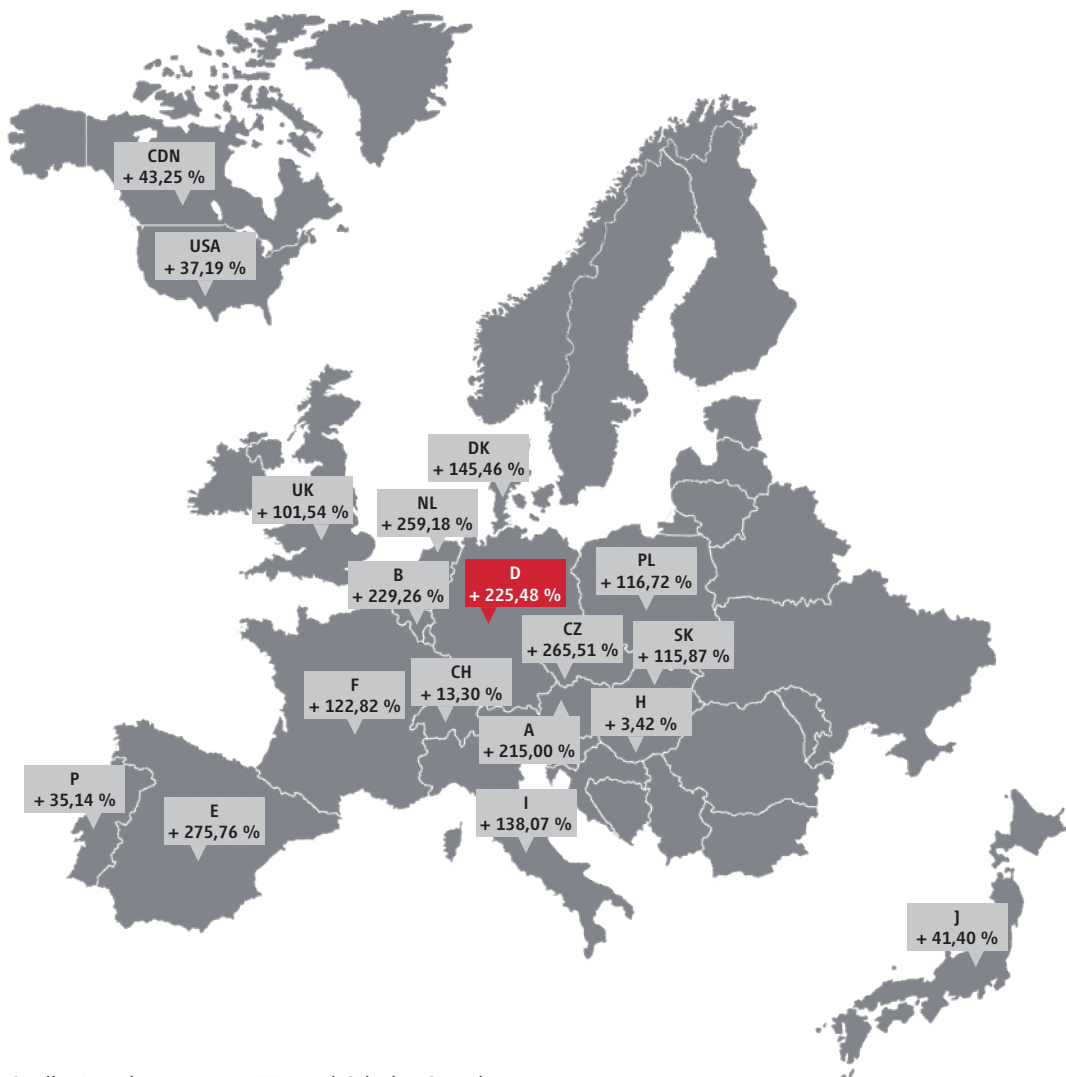 CDN
+ 43,25 %
USA
+ 37,19 %
DK
+ 145,46 %
UK
+ 101,54 %
NL
+ 259,18 %
B
+ 229,26 %
D
+ 225,48 %
PL
+ 116,72 %
CZ
+ 265,51 %
SK
+ 115,87 %
CH
+ 13,30 %
F
+ 122,82 %
H
+ 3,42 %
A
+ 215,00 %
P
+ 35,14 %
E
+ 275,76 %
I
+ 138,07 %
J
+ 41,40 %